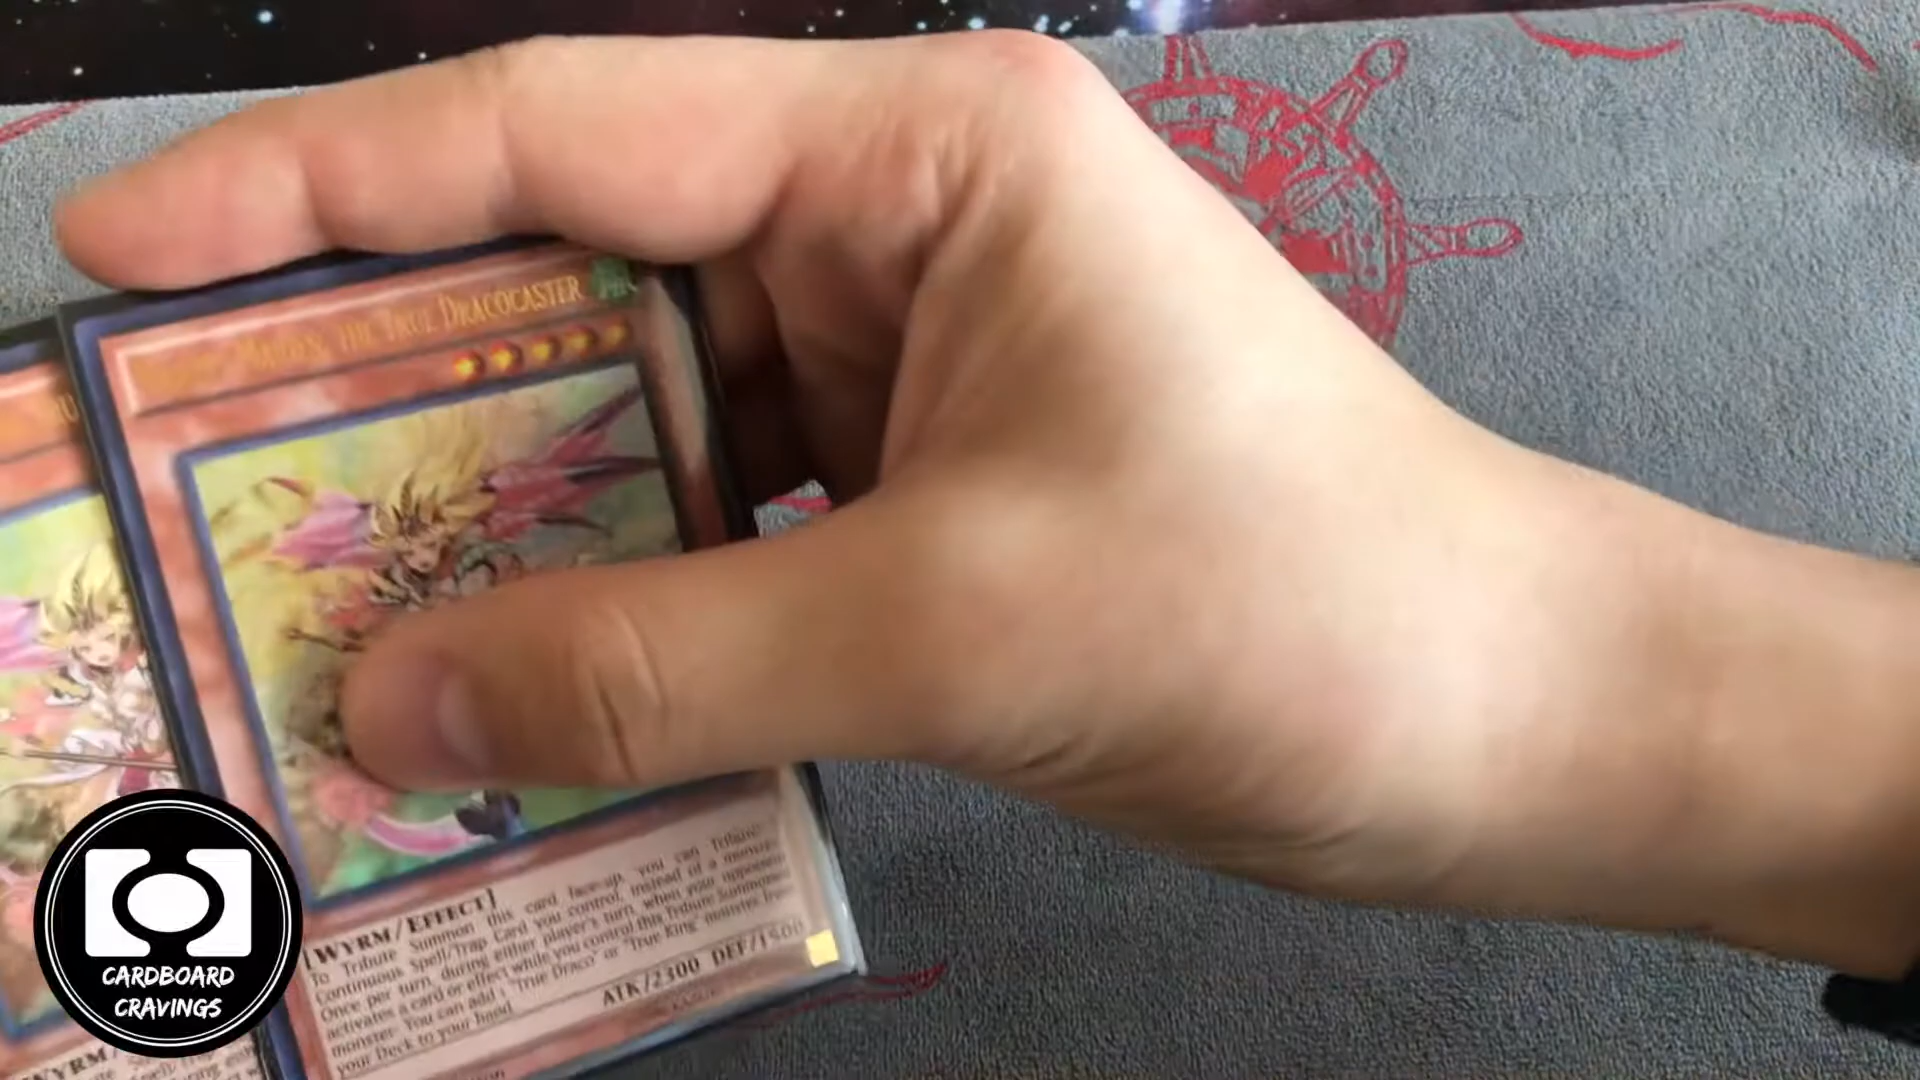 MAIDEN, THE TRUE DRACOCASTER
[WYRM/EFFECT]
To Tribute Summon this card face-up, you can Tribute
Continuous Spell/Trap Card you control, instead of a monster.
Once per turn, during either player's turn, when your opponent
activates a card or effect while you control this Tribute Summoned
monster: You can add 1 "True Draco" or "True King" monster from
your Deck to your hand.
ATK/2300 DEF/1500
WYRM/
CARDBOARD
CRAVINGS